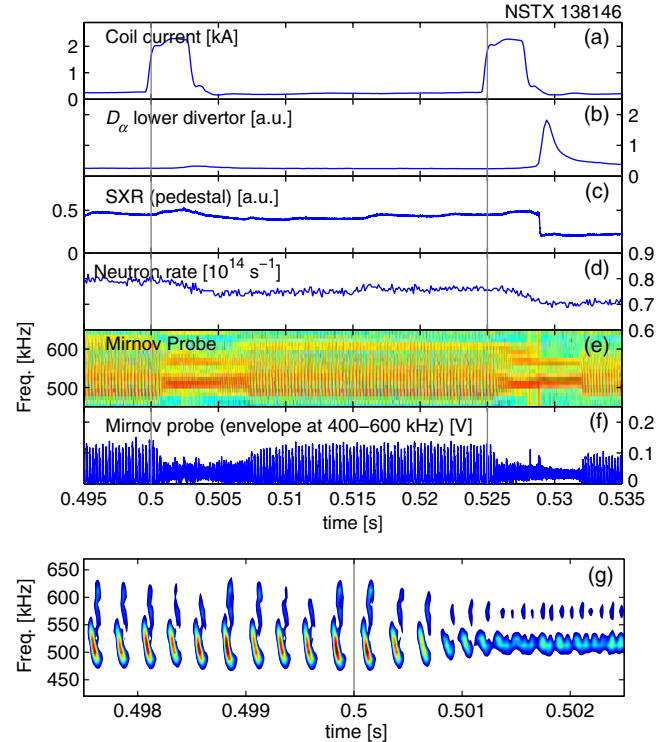 NSTX 138146
Coil current [kA]
(a)
2
1
0
D_α lower divertor [a.u.]
(b)
2
1
0
SXR (pedestal) [a.u.]
(c)
0.5
0
Neutron rate [10^14 s^−1]
(d)
0.9
0.8
0.7
0.6
Mirnov Probe
(e)
600
500
Freq. [kHz]
Mirnov probe (envelope at 400−600 kHz) [V]
(f)
0.2
0.1
0
0.495 0.5 0.505 0.51 0.515 0.52 0.525 0.53 0.535
time [s]
(g)
650
600
550
500
450
Freq. [kHz]
0.498 0.499 0.5 0.501 0.502
time [s]